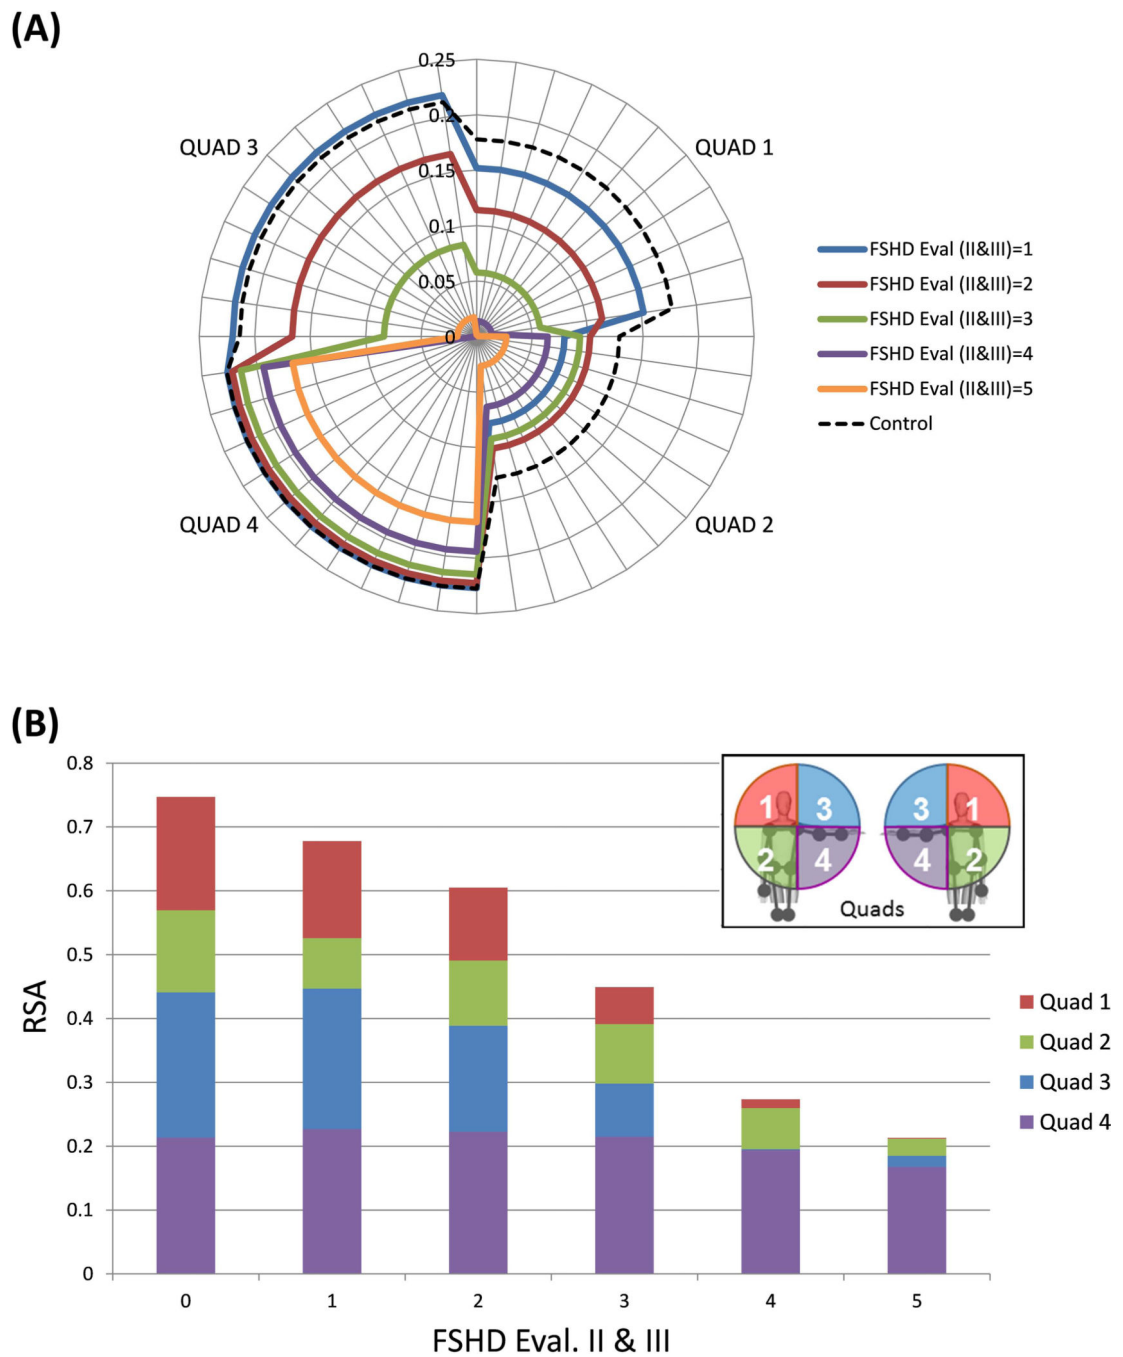 (A)
0.25
0.2
0.15
0.1
0.05
0
QUAD 3
QUAD 1
QUAD 4
QUAD 2
FSHD Eval (II&III)=1
FSHD Eval (II&III)=2
FSHD Eval (II&III)=3
FSHD Eval (II&III)=4
FSHD Eval (II&III)=5
Control
(B)
0.8
0.7
0.6
0.5
0.4
0.3
0.2
0.1
0
RSA
0 1 2 3 4 5
FSHD Eval. II & III
1 3 3 1
2 4 4 2
Quads
Quad 1
Quad 2
Quad 3
Quad 4